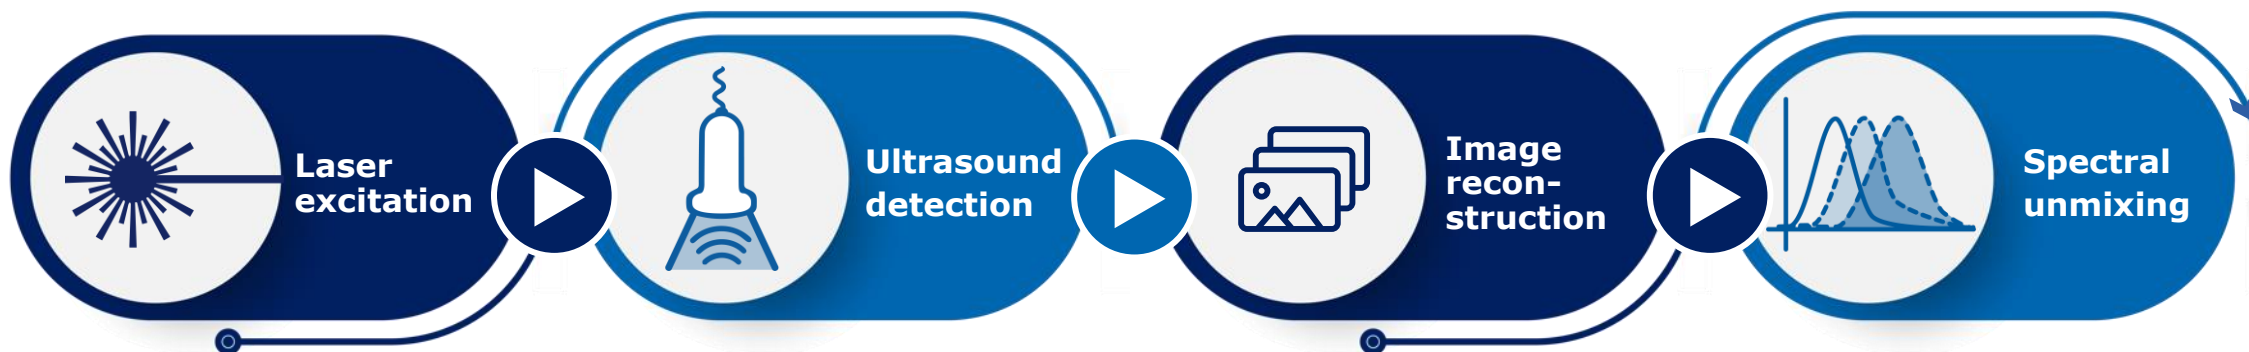 Laser
excitation
Ultrasound
detection
Image
recon-
struction
Spectral
unmixing